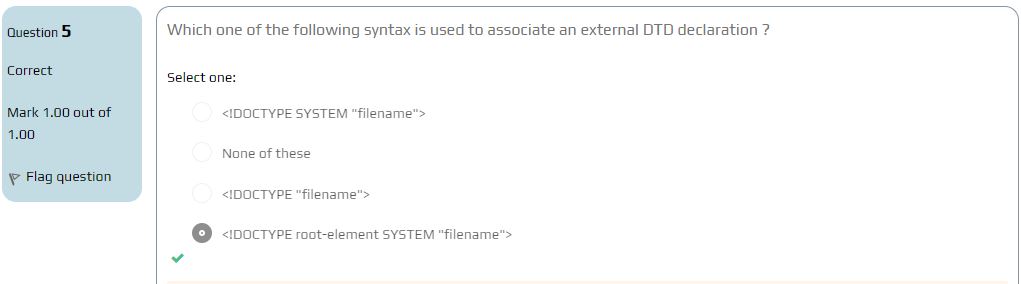 Question 5
Correct
Mark 1.00 out of
1.00
Flag question
Which one of the following syntax is used to associate an external DTD declaration ?
Select one:
<!DOCTYPE SYSTEM "filename">
None of these
<!DOCTYPE "filename">
<!DOCTYPE root-element SYSTEM "filename">